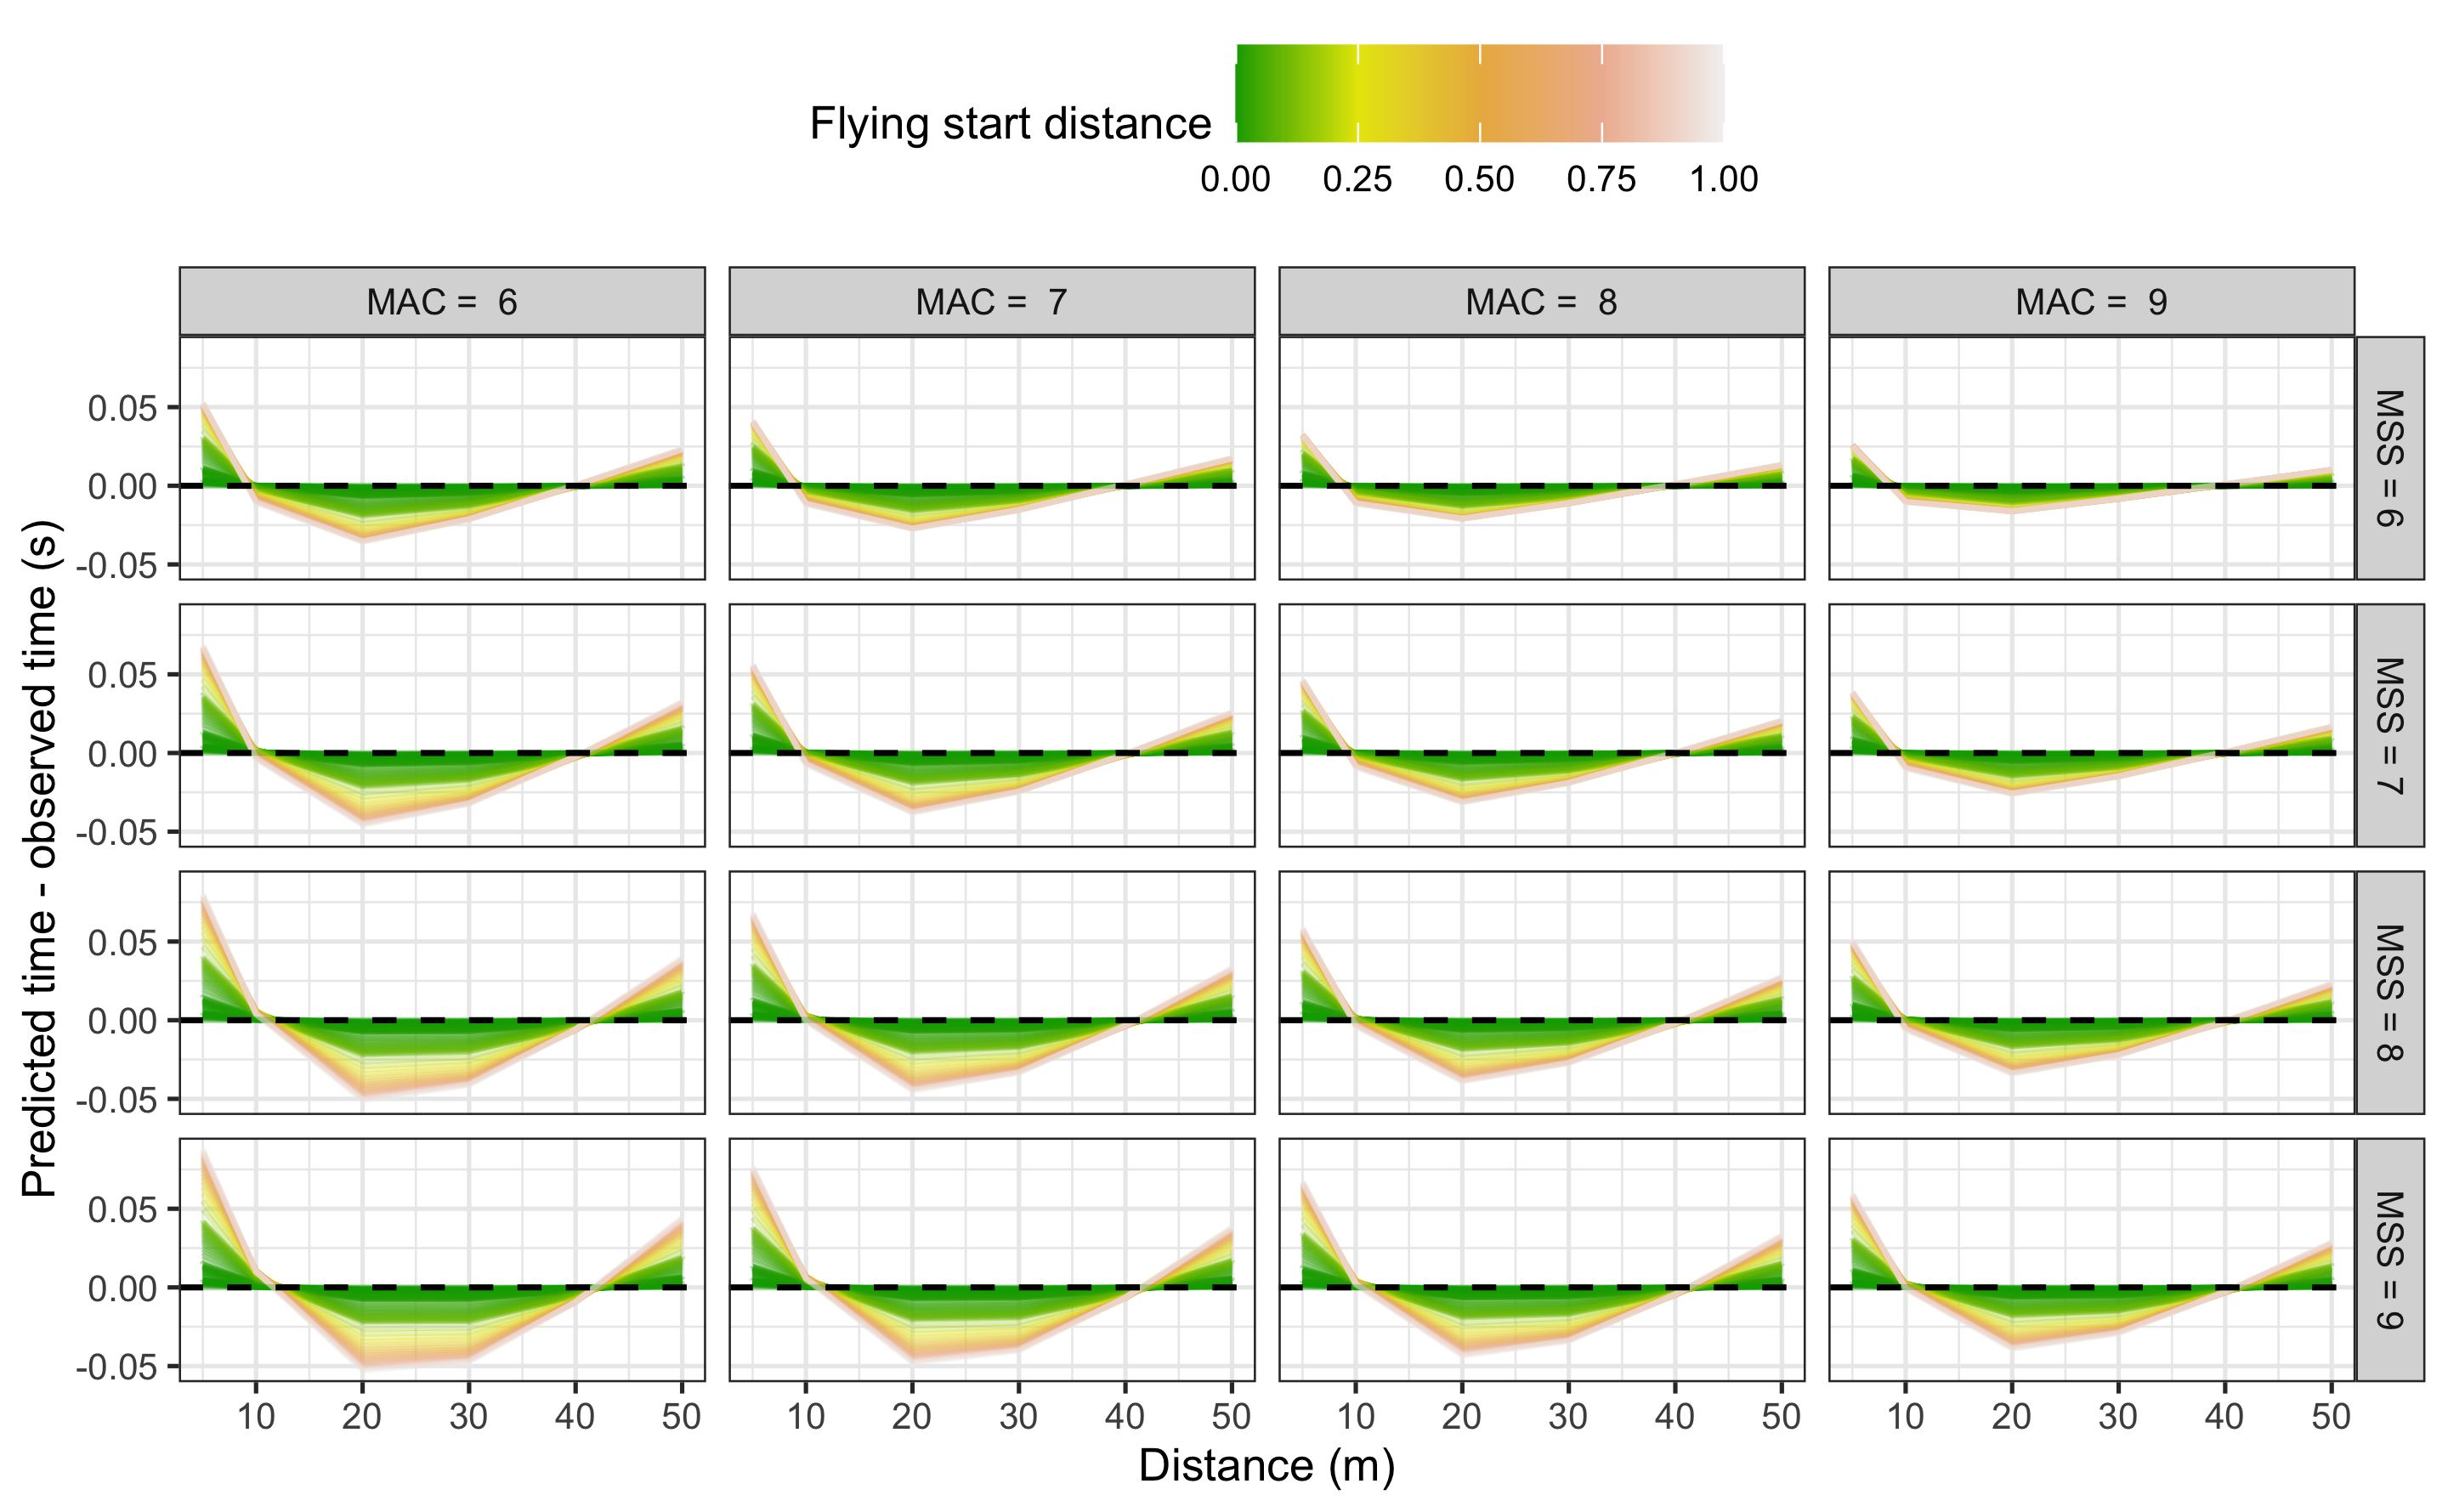 Flying start distance
0.00 0.25 0.50 0.75 1.00
MAC = 6 MAC = 7 MAC = 8 MAC = 9
Predicted time - observed time (s)
0.05
0.00
-0.05
MSS = 6
0.05
0.00
-0.05
MSS = 7
0.05
0.00
-0.05
MSS = 8
0.05
0.00
-0.05
MSS = 9
10 20 30 40 50 10 20 30 40 50 10 20 30 40 50 10 20 30 40 50
Distance (m)